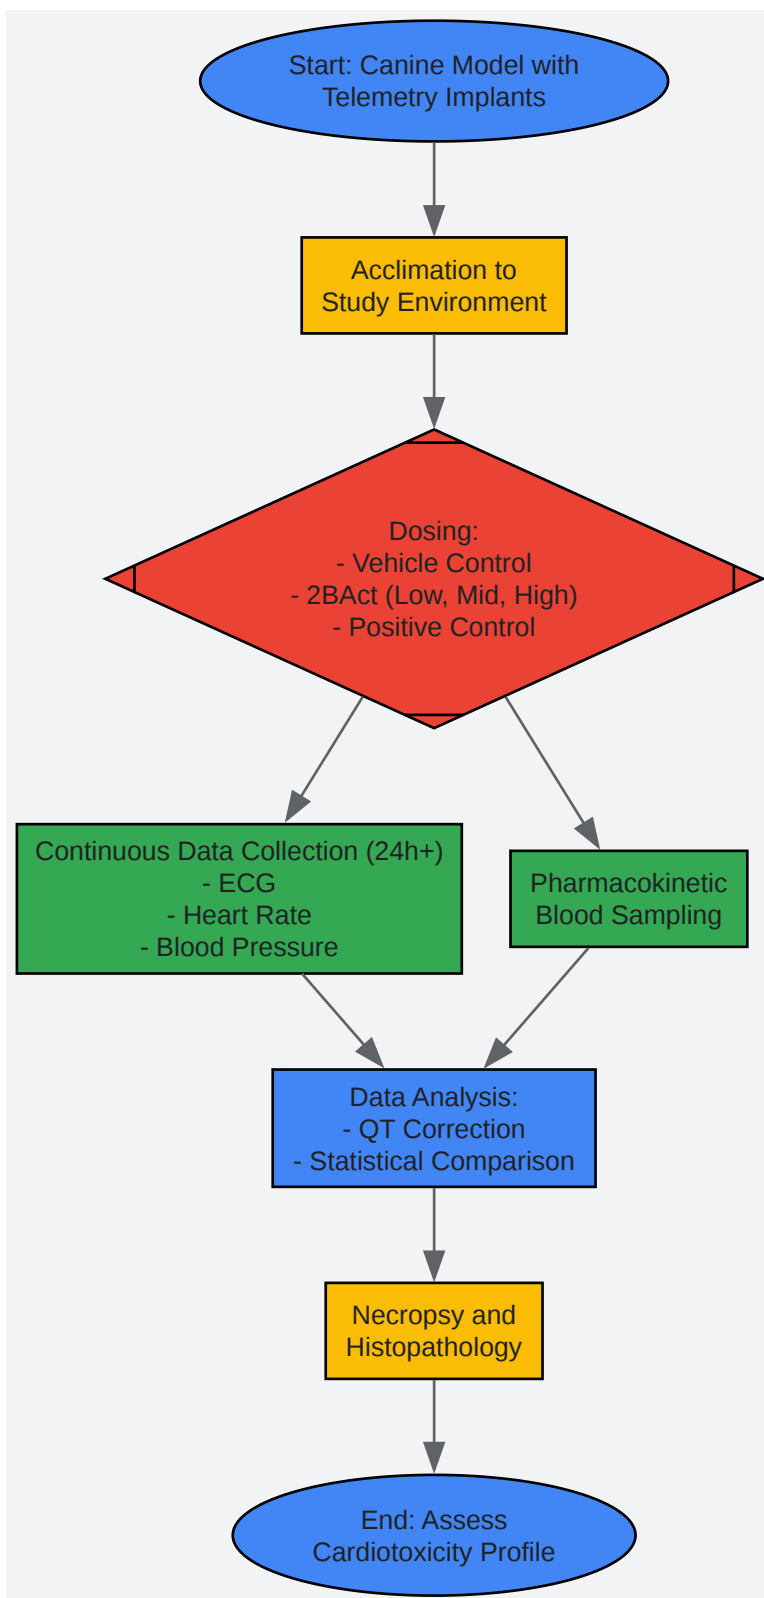 Start: Canine Model with
Telemetry Implants
Acclimation to
Study Environment
Dosing:
- Vehicle Control
- 2BAct (Low, Mid, High)
- Positive Control
Continuous Data Collection (24h+)
- ECG
- Heart Rate
- Blood Pressure
Pharmacokinetic
Blood Sampling
Data Analysis:
- QT Correction
- Statistical Comparison
Necropsy and
Histopathology
End: Assess
Cardiotoxicity Profile